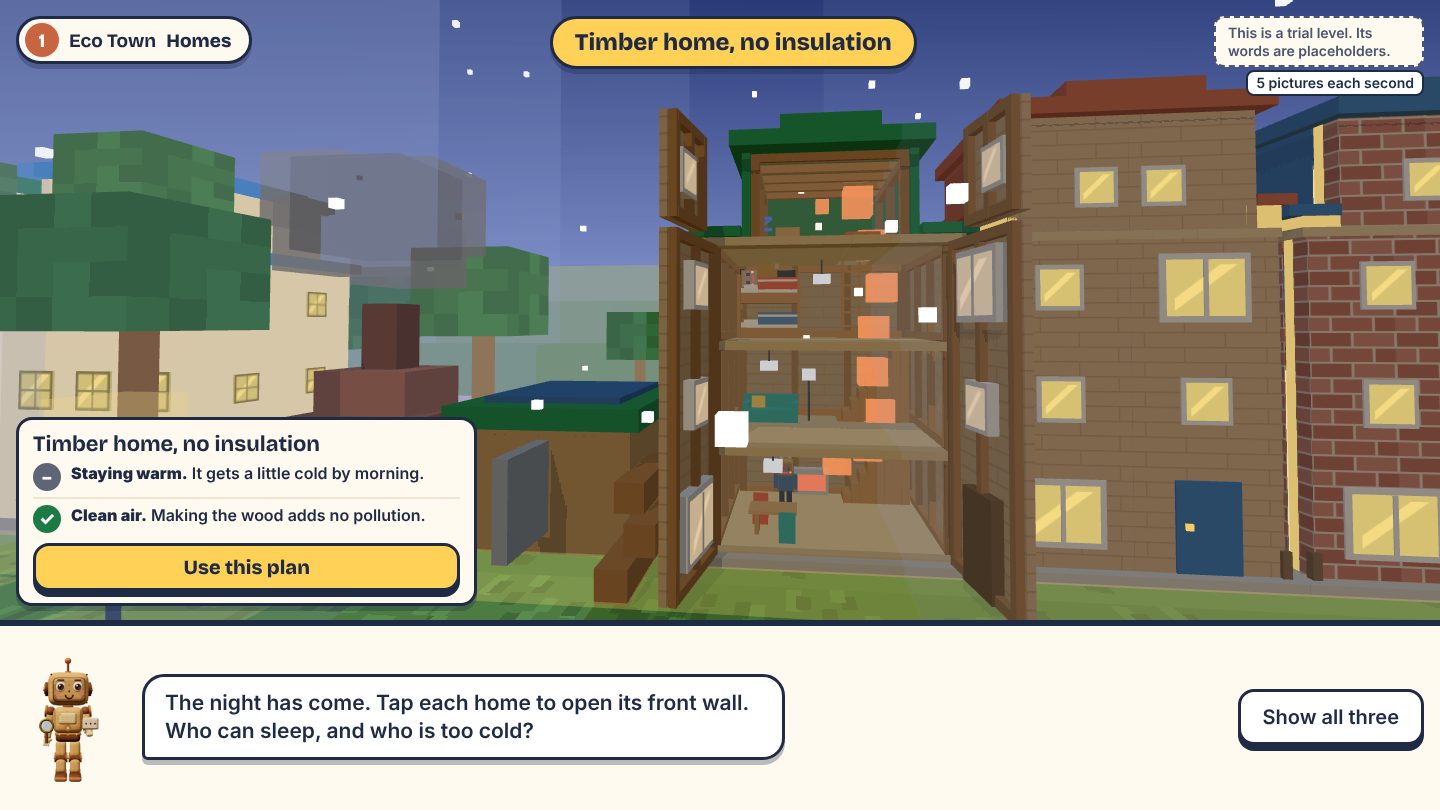 1 Eco Town Homes
Timber home, no insulation
This is a trial level. Its
words are placeholders.
5 pictures each second
Timber home, no insulation
Staying warm. It gets a little cold by morning.
Clean air. Making the wood adds no pollution.
Use this plan
The night has come. Tap each home to open its front wall.
Who can sleep, and who is too cold?
Show all three